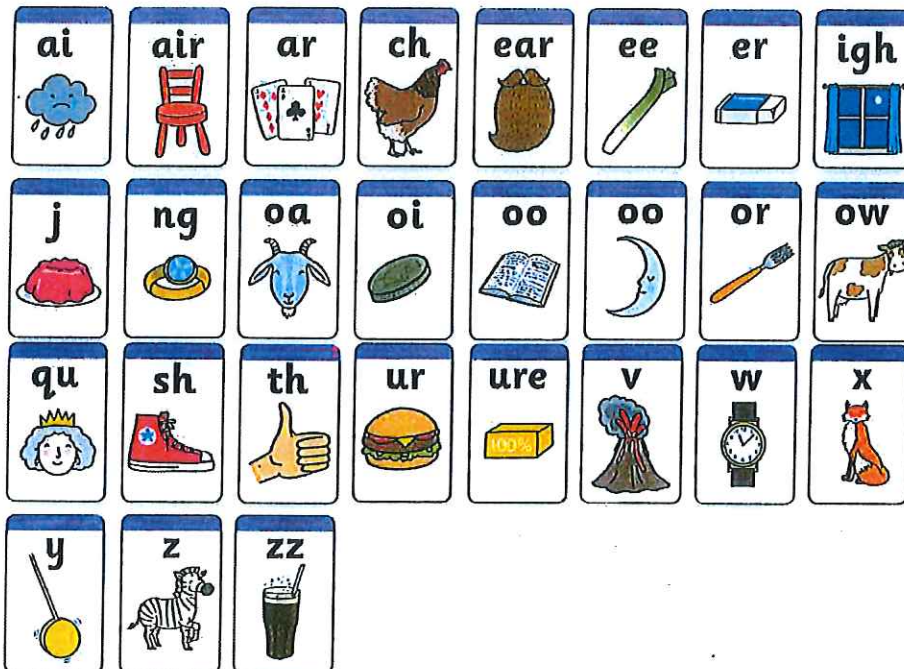 ai air ar ch ear ee er igh
j ng oa oi oo oo or ow
qu sh th ur ure v w x
100%
y z zz